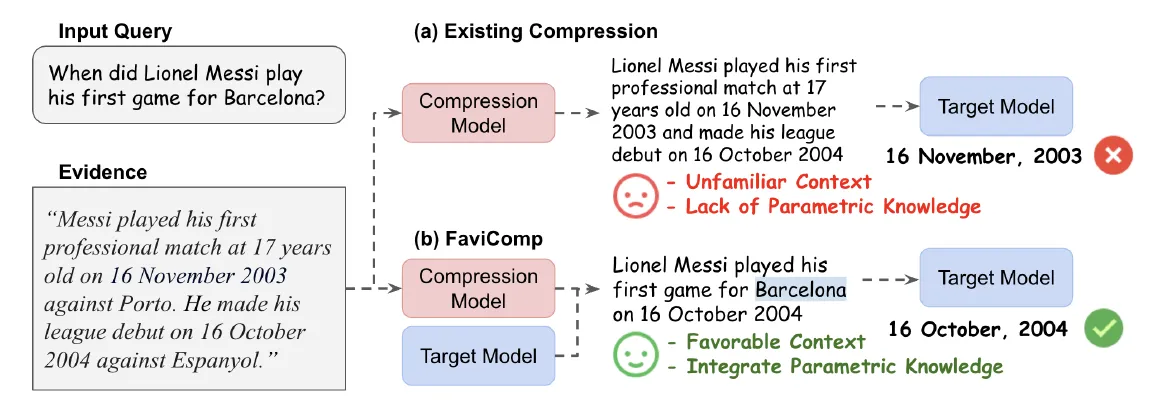 Input Query
When did Lionel Messi play
his first game for Barcelona?
Evidence
“Messi played his first
professional match at 17 years
old on 16 November 2003
against Porto. He made his
league debut on 16 October
2004 against Espanyol.”
(a) Existing Compression
Compression
Model
Lionel Messi played his first
professional match at 17
years old on 16 November
2003 and made his league
debut on 16 October 2004
Target Model
16 November, 2003
- Unfamiliar Context
- Lack of Parametric Knowledge
(b) FaviComp
Compression
Model
Target Model
Lionel Messi played his
first game for Barcelona
on 16 October 2004
Target Model
16 October, 2004
- Favorable Context
- Integrate Parametric Knowledge